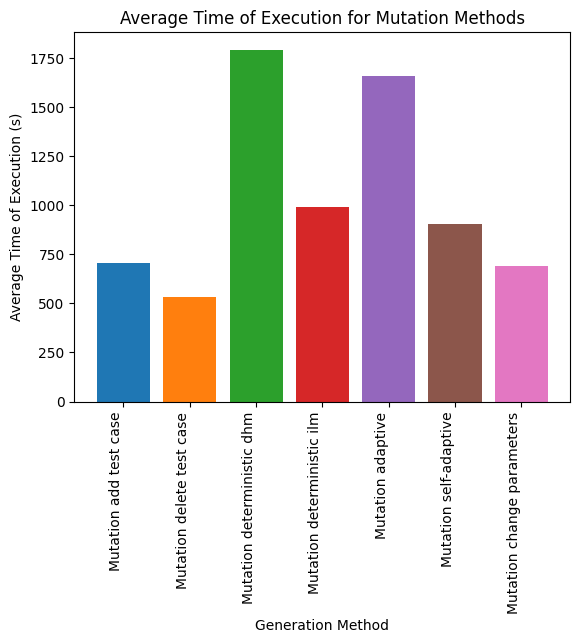 Average Time of Execution for Mutation Methods
Average Time of Execution (s)
1750
1500
1250
1000
750
500
250
0
Mutation add test case
Mutation delete test case
Mutation deterministic dhm
Mutation deterministic ilm
Mutation adaptive
Mutation self-adaptive
Mutation change parameters
Generation Method